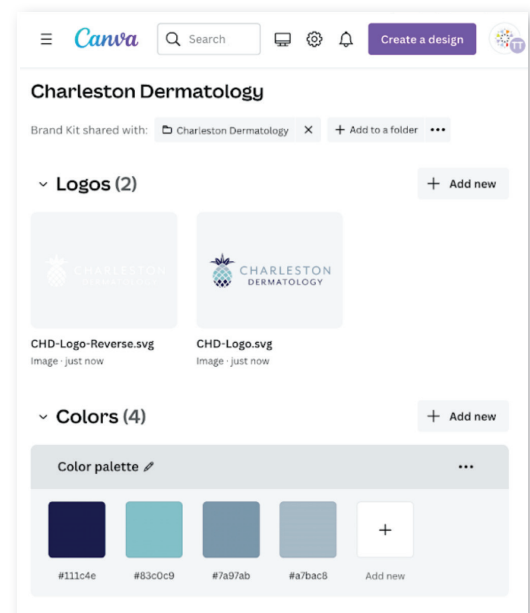 Canva
Search
Create a design
TT
Charleston Dermatology
Brand Kit shared with:
Charleston Dermatology
+ Add to a folder
Logos (2)
+ Add new
CHARLESTON
DERMATOLOGY
CHARLESTON
DERMATOLOGY
CHD-Logo-Reverse.svg
CHD-Logo.svg
Image · just now
Image · just now
Colors (4)
+ Add new
Color palette
#111c4e
#83c0c9
#7a97ab
#a7bac8
Add new